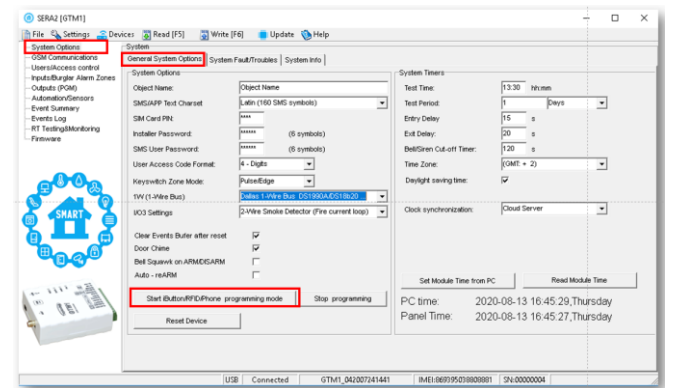 SERA2 [GTM1]
File Settings Devices Read [F5] Write [F6] Update Help
System Options
GSM Communications
Users/Access control
Inputs/Burglar Alarm Zones
Outputs (PGM)
Automation/Sensors
Event Summary
Events Log
RT Testing&Monitoring
Firmware
SMART
System
General System Options System Fault/Troubles System Info
System Options
Object Name: Object Name
SMS/APP Text Charset Latin (160 SMS symbols)
SIM Card PIN: ****
Installer Password: ****** (6 symbols)
SMS User Password: ****** (6 symbols)
User Access Code Format: 4 - Digits
Keyswitch Zone Mode: Pulse/Edge
1W (1-Wire Bus) Dallas 1-Wire Bus DS1990A/DS18b20 ...
I/O3 Settings 2-Wire Smoke Detector (Fire current loop)
Clear Events Bufer after reset
Door Chime
Bell Squawk on ARM/DISARM
Auto - reARM
Start iButton/RFID/Phone programming mode Stop programming
Reset Device
System Timers
Test Time: 13:30 hh:mm
Test Period: 1 Days
Entry Delay 15 s
Exit Delay: 20 s
Bell/Siren Cut-off Timer: 120 s
Time Zone: (GMT + 2)
Daylight saving time:
Clock synchronization: Cloud Server
Set Module Time from PC Read Module Time
PC time: 2020-08-13 16:45:29,Thursday
Panel Time: 2020-08-13 16:45:27,Thursday
USB Connected GTM1_042007241441 IMEI:869395038808881 SN:00000004